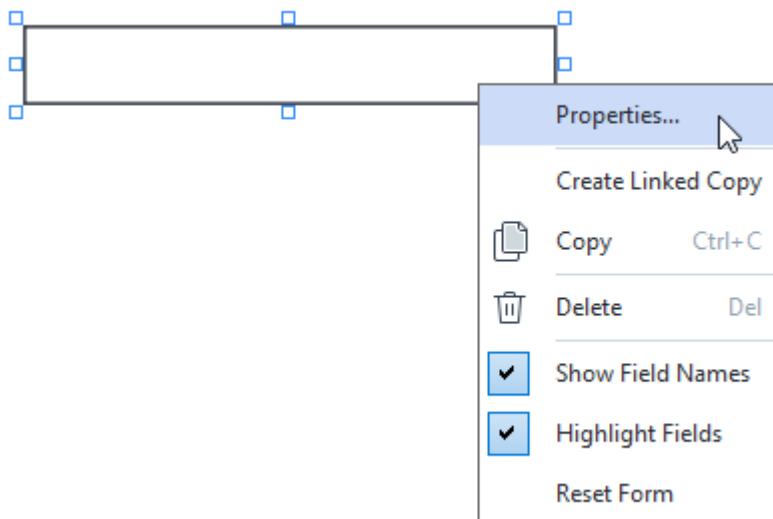 Properties...
Create Linked Copy
Copy Ctrl+C
Delete Del
Show Field Names
Highlight Fields
Reset Form